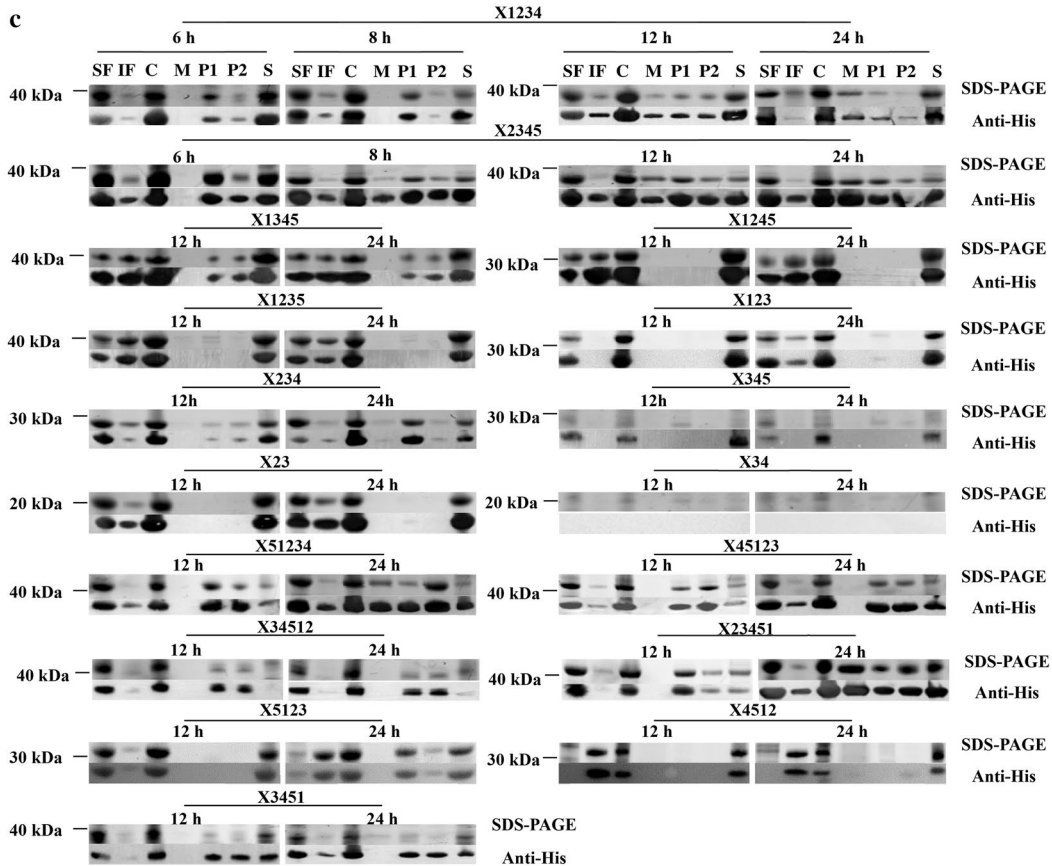 c
X1234
6 h 8 h 12 h 24 h
SF IF C M P1 P2 S SF IF C M P1 P2 S SF IF C M P1 P2 S SF IF C M P1 P2 S
40 kDa 40 kDa SDS-PAGE
Anti-His
X2345
6 h 8 h 12 h 24 h
40 kDa 40 kDa SDS-PAGE
Anti-His
X1345 X1245
12 h 24 h 12 h 24 h
40 kDa 30 kDa SDS-PAGE
Anti-His
X1235 X123
12 h 24 h 12 h 24h
40 kDa 30 kDa SDS-PAGE
Anti-His
X234 X345
12h 24h 12h 24 h
30 kDa 30 kDa SDS-PAGE
Anti-His
X23 X34
12 h 24 h 12 h 24 h
20 kDa 20 kDa SDS-PAGE
Anti-His
X51234 X45123
12 h 24 h 12 h 24 h
40 kDa 40 kDa SDS-PAGE
Anti-His
X34512 X23451
12 h 24 h 12 h 24 h
40 kDa 40 kDa SDS-PAGE
Anti-His
X5123 X4512
12 h 24 h 12 h 24 h
30 kDa 30 kDa SDS-PAGE
Anti-His
X3451
12 h 24 h
40 kDa SDS-PAGE
Anti-His